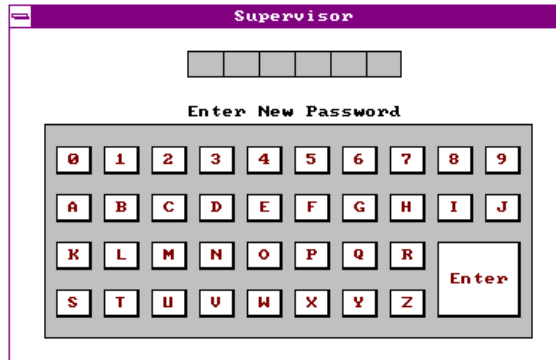 Supervisor
Enter New Password
0 1 2 3 4 5 6 7 8 9
A B C D E F G H I J
K L M N O P Q R
Enter
S T U V W X Y Z